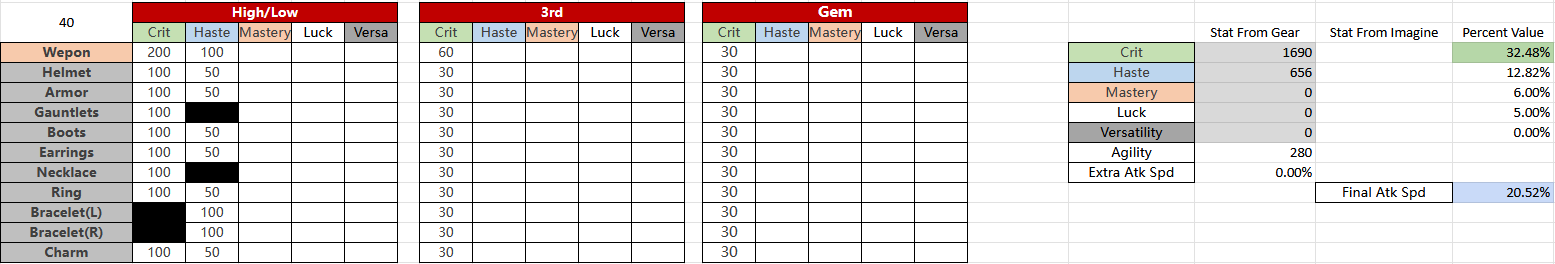 High/Low 3rd Gem
40
Crit Haste Mastery Luck Versa Crit Haste Mastery Luck Versa Crit Haste Mastery Luck Versa Stat From Gear Stat From Imagine Percent Value
Wepon 200 100 60 30 Crit 1690 32.48%
Helmet 100 50 30 30 Haste 656 12.82%
Armor 100 50 30 30 Mastery 0 6.00%
Gauntlets 100 30 30 Luck 0 5.00%
Boots 100 50 30 30 Versatility 0 0.00%
Earrings 100 50 30 30 Agility 280
Necklace 100 30 30 Extra Atk Spd 0.00%
Ring 100 50 30 30 Final Atk Spd 20.52%
Bracelet(L) 100 30 30
Bracelet(R) 100 30 30
Charm 100 50 30 30